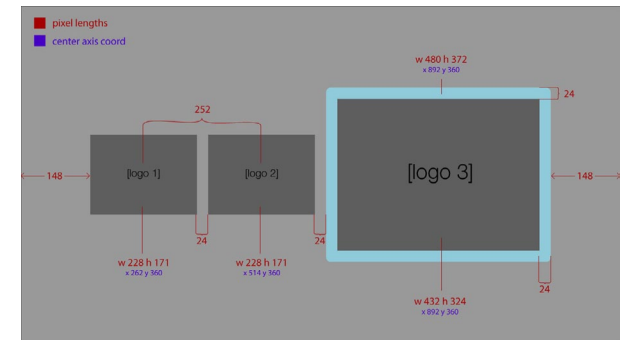 pixel lengths
center axis coord
w 480 h 372
x 892 y 360
24
252
[logo 1]
[logo 2]
[logo 3]
148
148
24
24
w 228 h 171
x 262 y 360
w 228 h 171
x 514 y 360
24
w 432 h 324
x 892 y 360